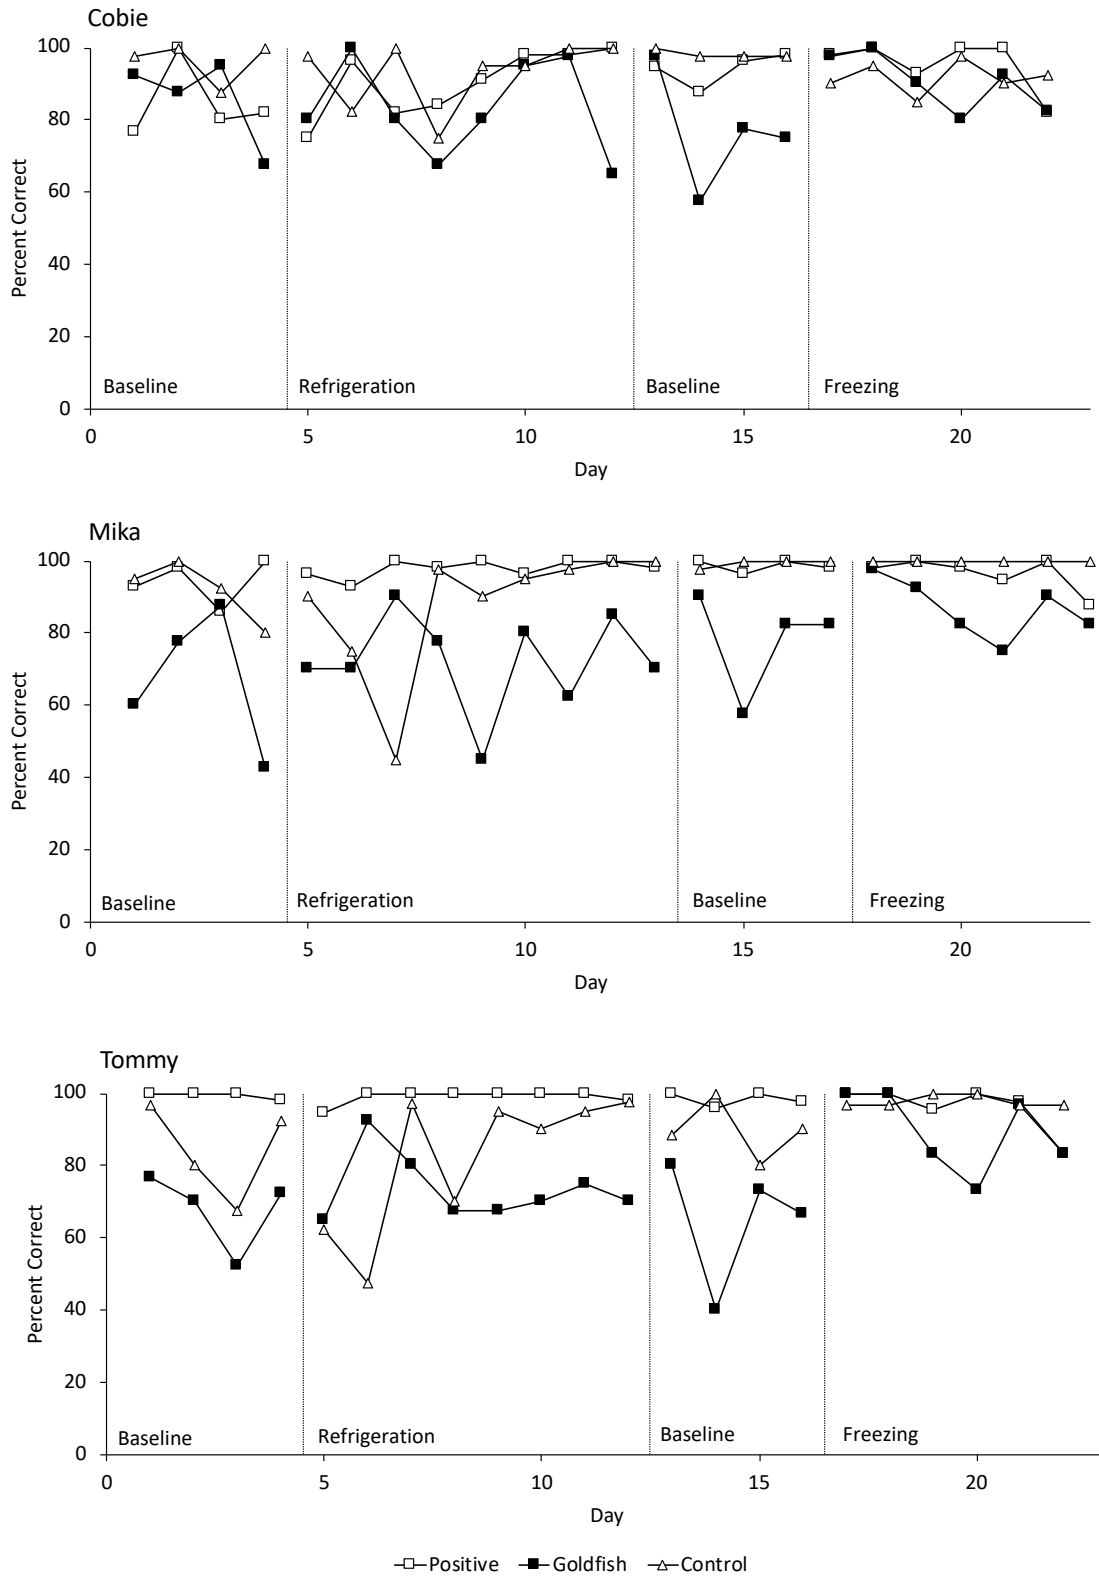 Cobie
100
80
60
40
20
0
Percent Correct
Baseline
Refrigeration
Baseline
Freezing
0 5 10 15 20
Day
Mika
100
80
60
40
20
0
Percent Correct
Baseline
Refrigeration
Baseline
Freezing
0 5 10 15 20
Day
Tommy
100
80
60
40
20
0
Percent Correct
Baseline
Refrigeration
Baseline
Freezing
0 5 10 15 20
Day
Positive Goldfish Control